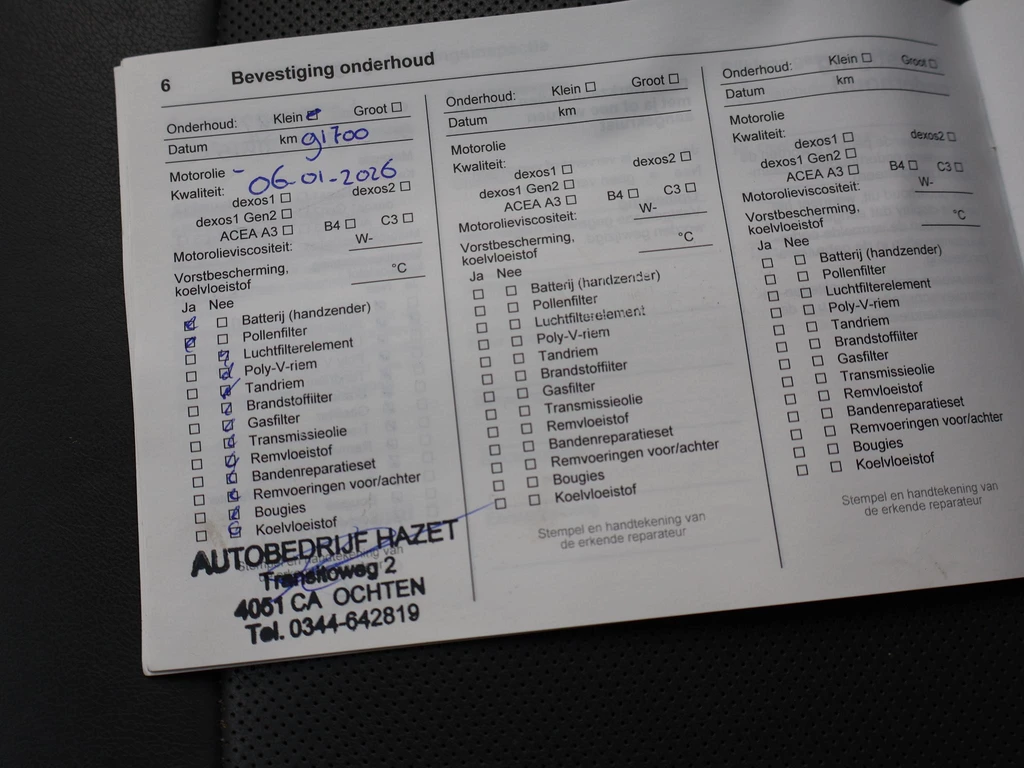 6 Bevestiging onderhoud
Onderhoud: Klein Groot
Datum km 91700
Motorolie -
Kwaliteit: 06-01-2026
dexos1 dexos2
dexos1 Gen2
ACEA A3 B4 C3
Motorolieviscositeit: W-
Vorstbescherming,
koelvloeistof °C
Ja Nee
Batterij (handzender)
Pollenfilter
Luchtfilterelement
Poly-V-riem
Tandriem
Brandstoffilter
Gasfilter
Transmissieolie
Remvloeistof
Bandenreparatieset
Remvoeringen voor/achter
Bougies
Koelvloeistof
Stempel en handtekening van
AUTOBEDRIJF HAZET
Transitoweg 2
4051 CA OCHTEN
Tel. 0344-642819
Onderhoud: Klein Groot
Datum km
Motorolie
Kwaliteit:
dexos1 dexos2
dexos1 Gen2
ACEA A3 B4 C3
Motorolieviscositeit: W-
Vorstbescherming,
koelvloeistof °C
Ja Nee
Batterij (handzender)
Pollenfilter
Luchtfilterelement
Poly-V-riem
Tandriem
Brandstoffilter
Gasfilter
Transmissieolie
Remvloeistof
Bandenreparatieset
Remvoeringen voor/achter
Bougies
Koelvloeistof
Stempel en handtekening van
de erkende reparateur
Onderhoud: Klein Groot
Datum km
Motorolie
Kwaliteit:
dexos1 dexos2
dexos1 Gen2
ACEA A3 B4 C3
Motorolieviscositeit: W-
Vorstbescherming,
koelvloeistof °C
Ja Nee
Batterij (handzender)
Pollenfilter
Luchtfilterelement
Poly-V-riem
Tandriem
Brandstoffilter
Gasfilter
Transmissieolie
Remvloeistof
Bandenreparatieset
Remvoeringen voor/achter
Bougies
Koelvloeistof
Stempel en handtekening van
de erkende reparateur